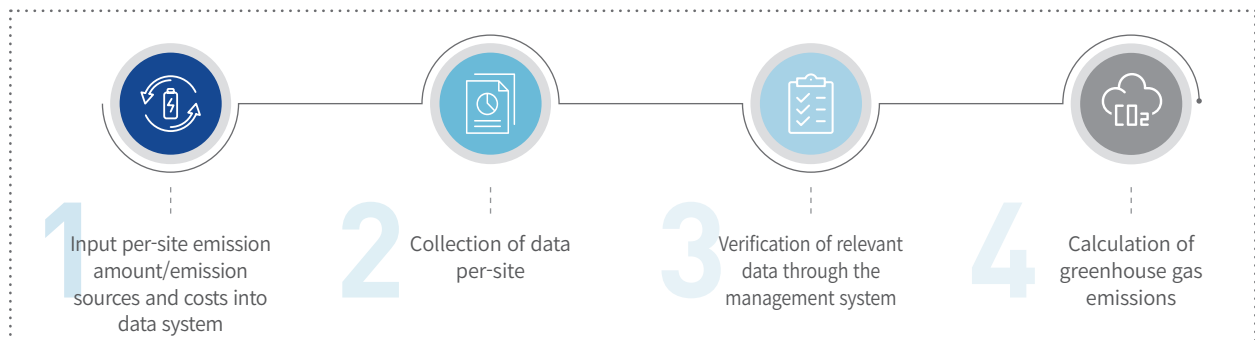 CO2
1
Input per-site emission
amount/emission
sources and costs into
data system
2
Collection of data
per-site
3
Verification of relevant
data through the
management system
4
Calculation of
greenhouse gas
emissions